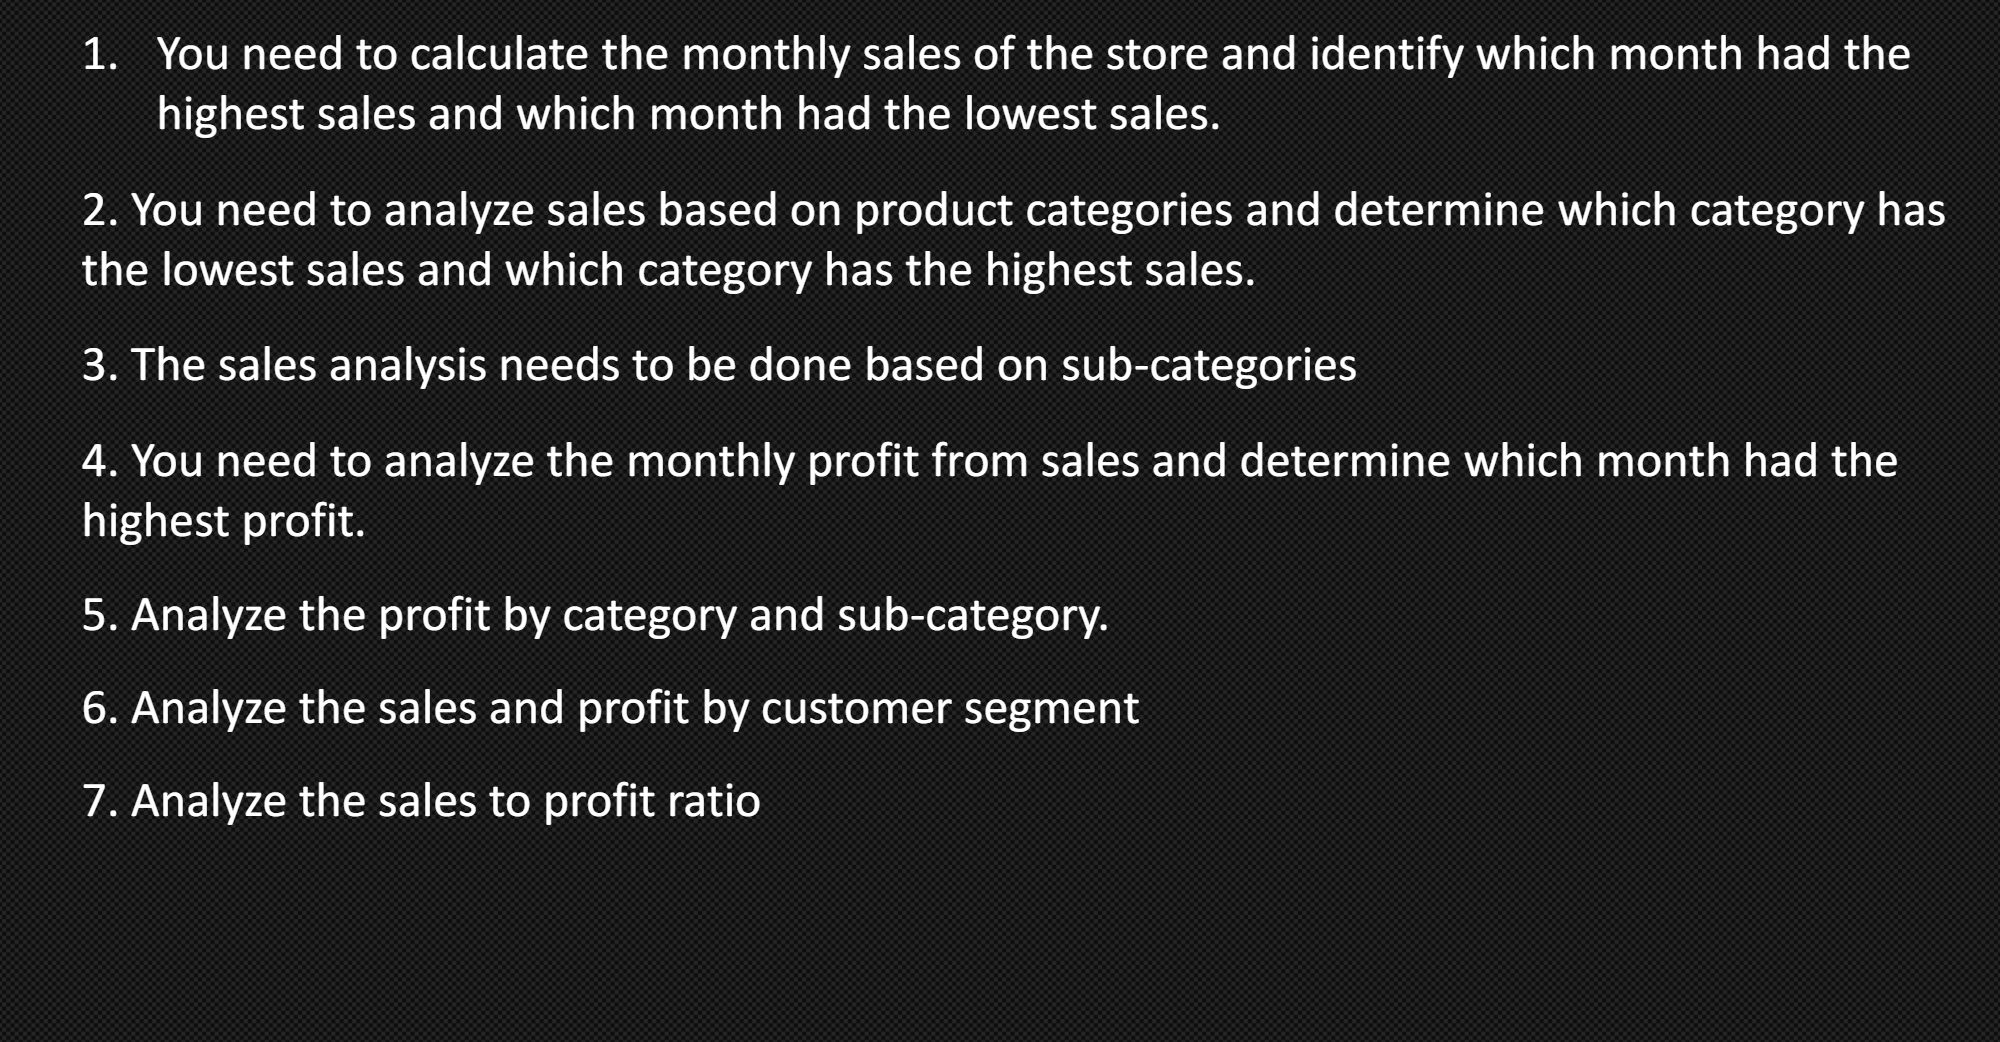 1. You need to calculate the monthly sales of the store and identify which month had the
highest sales and which month had the lowest sales.
2. You need to analyze sales based on product categories and determine which category has
the lowest sales and which category has the highest sales.
3. The sales analysis needs to be done based on sub-categories
4. You need to analyze the monthly profit from sales and determine which month had the
highest profit.
5. Analyze the profit by category and sub-category.
6. Analyze the sales and profit by customer segment
7. Analyze the sales to profit ratio